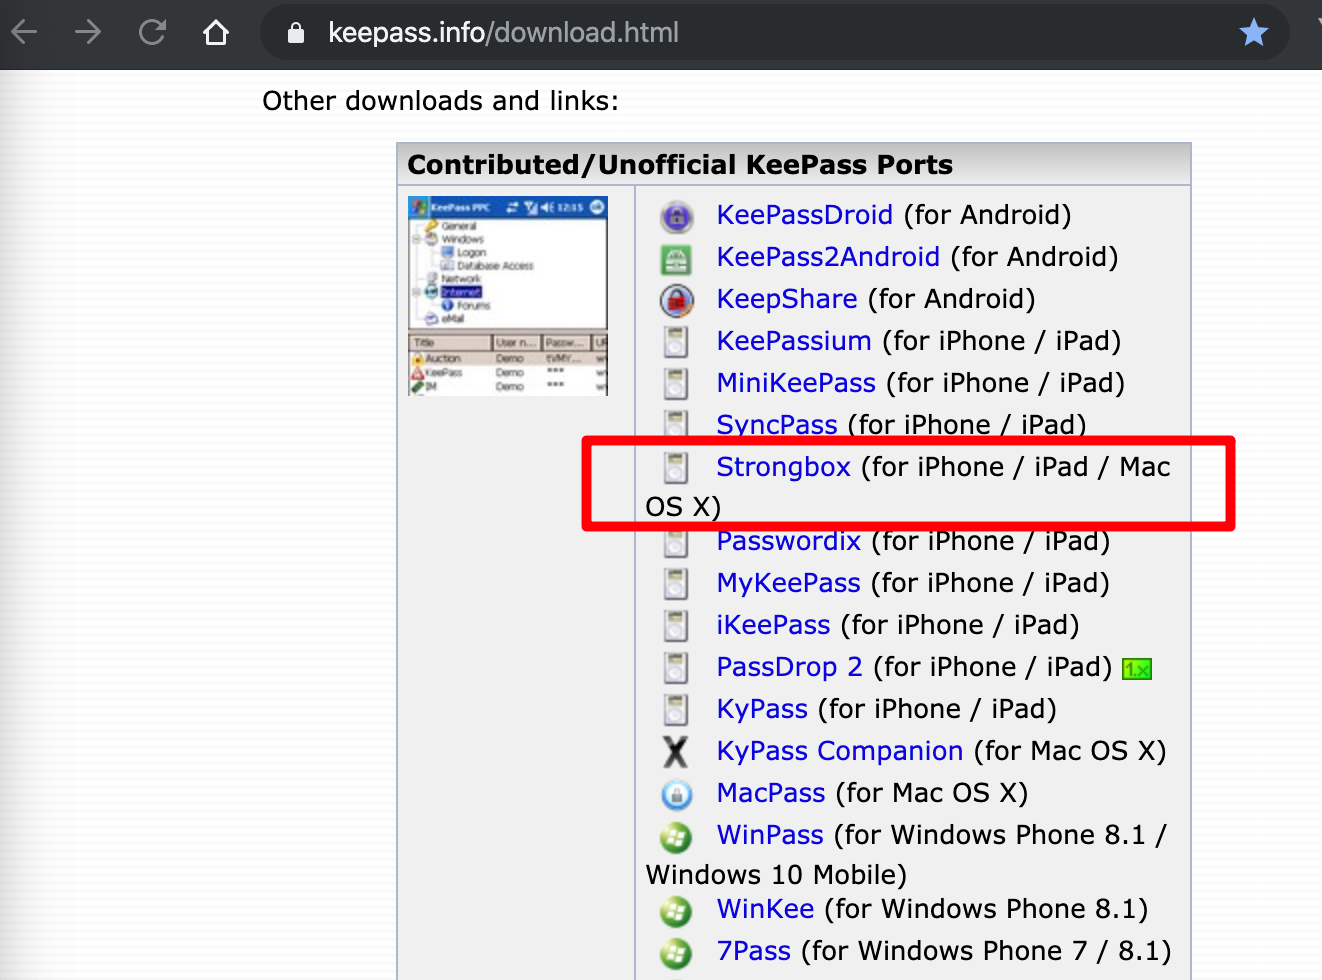 keepass.info/download.html
Other downloads and links:
Contributed/Unofficial KeePass Ports
KeePass PPC 12:15
General
Windows
Logon
Database Access
Network
Internet
Forums
eMail
Title User n... Passw... UR
Auction Demo tVMY...
KeePass Demo ***
IM Demo ***
KeePassDroid (for Android)
KeePass2Android (for Android)
KeepShare (for Android)
KeePassium (for iPhone / iPad)
MiniKeePass (for iPhone / iPad)
SyncPass (for iPhone / iPad)
Strongbox (for iPhone / iPad / Mac
OS X)
Passwordix (for iPhone / iPad)
MyKeePass (for iPhone / iPad)
iKeePass (for iPhone / iPad)
PassDrop 2 (for iPhone / iPad) 1.x
KyPass (for iPhone / iPad)
KyPass Companion (for Mac OS X)
MacPass (for Mac OS X)
WinPass (for Windows Phone 8.1 /
Windows 10 Mobile)
WinKee (for Windows Phone 8.1)
7Pass (for Windows Phone 7 / 8.1)